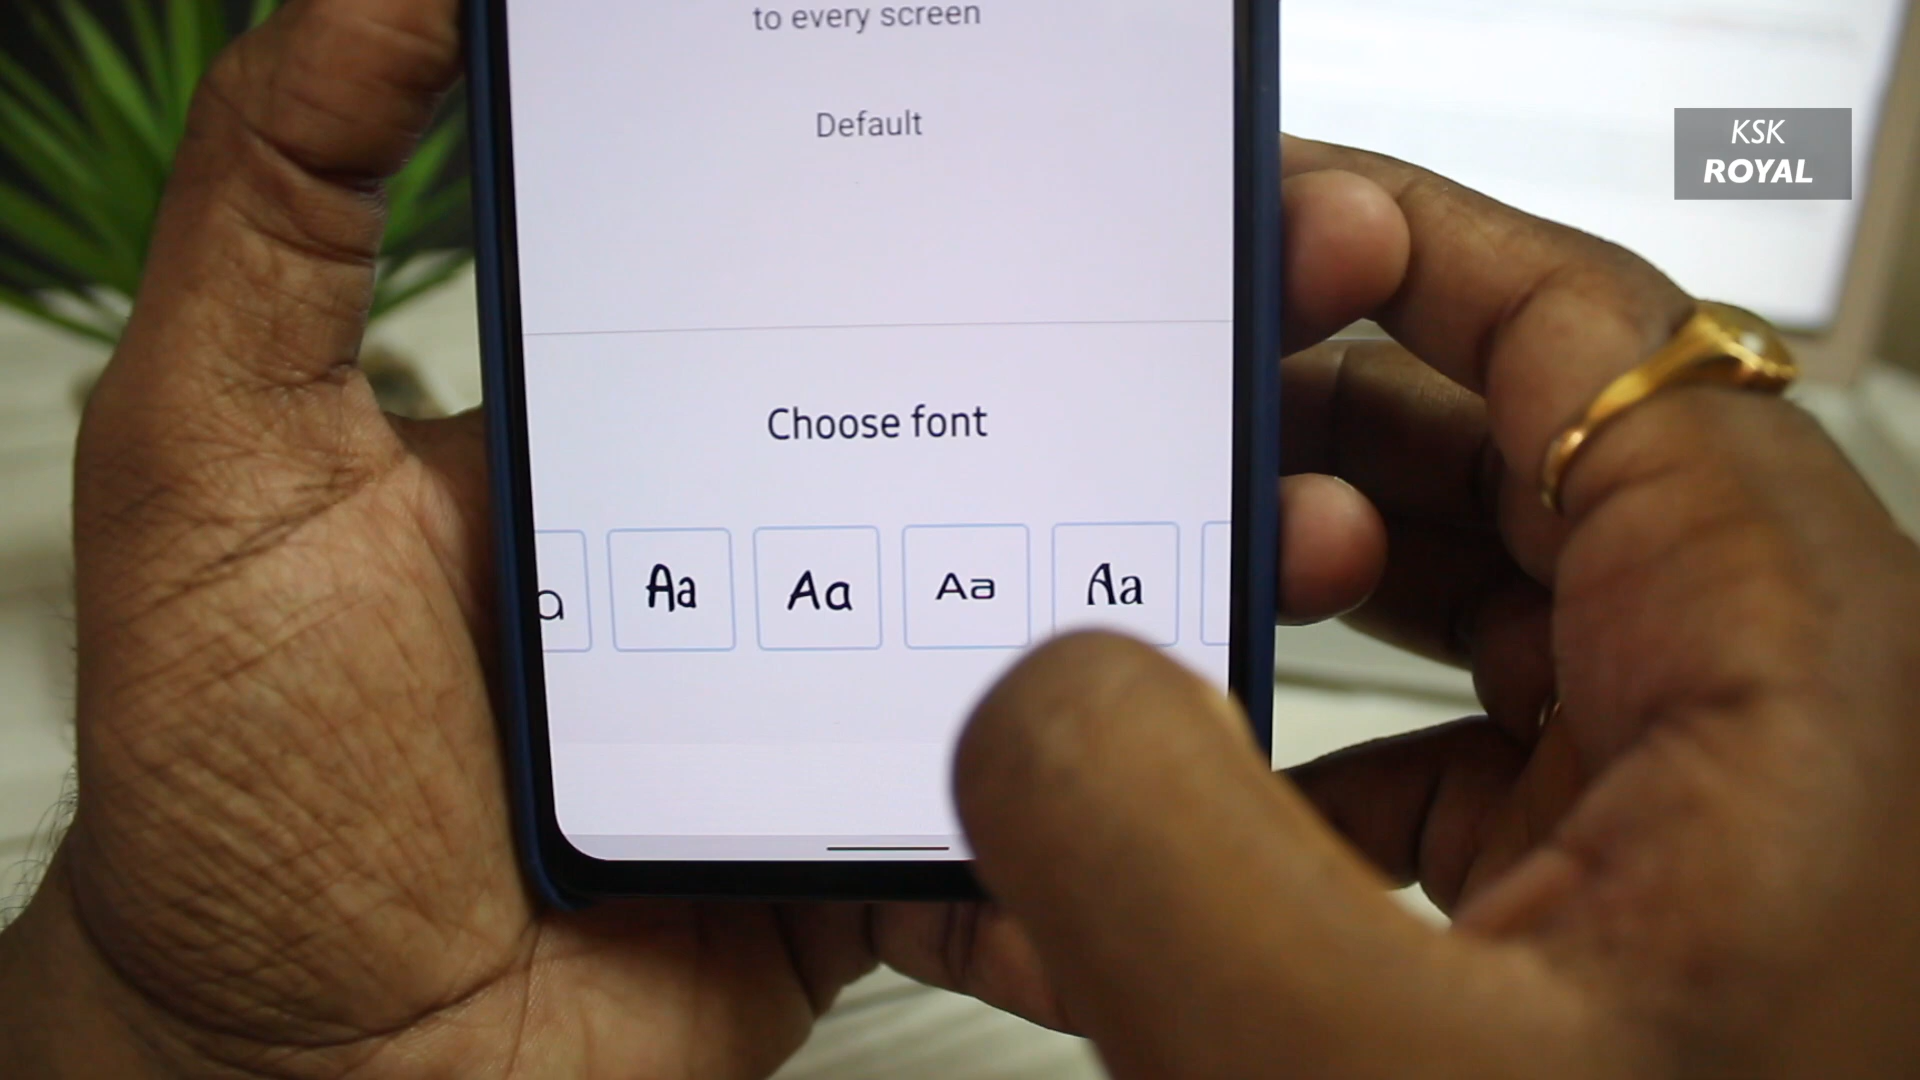 to every screen
Default
KSK
ROYAL
Choose font
a Aa Aa Aa Aa